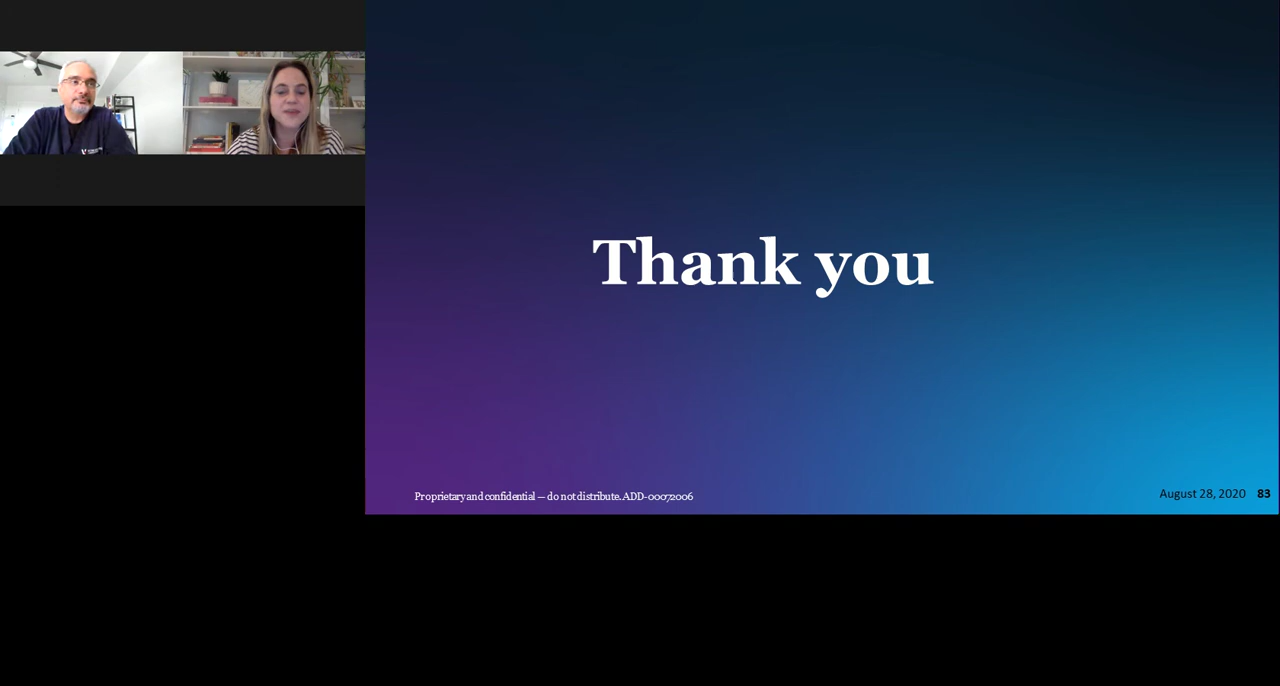 Thank you
Proprietary and confidential — do not distribute. ADD-00072006
August 28, 2020 83